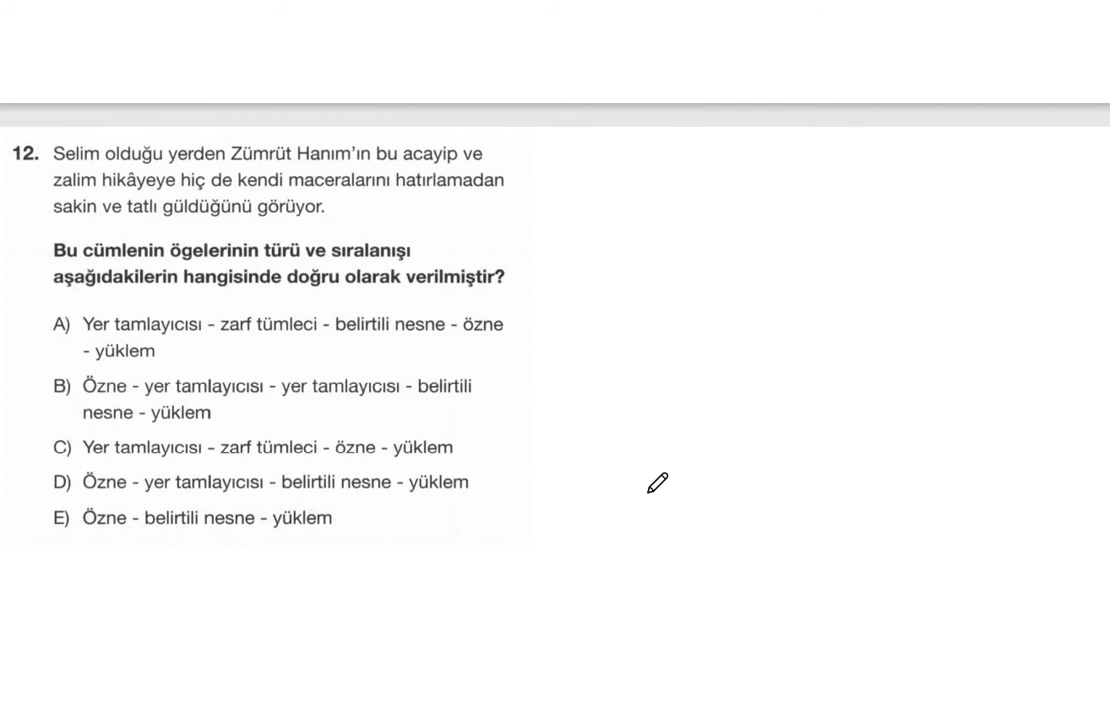 12. Selim olduğu yerden Zümrüt Hanım'ın bu acayip ve
zalim hikâyeye hiç de kendi maceralarını hatırlamadan
sakin ve tatlı güldüğünü görüyor.
Bu cümlenin ögelerinin türü ve sıralanışı
aşağıdakilerin hangisinde doğru olarak verilmiştir?
A) Yer tamlayıcısı - zarf tümleci - belirtili nesne - özne
- yüklem
B) Özne - yer tamlayıcısı - yer tamlayıcısı - belirtili
nesne - yüklem
C) Yer tamlayıcısı - zarf tümleci - özne - yüklem
D) Özne - yer tamlayıcısı - belirtili nesne - yüklem
E) Özne - belirtili nesne - yüklem